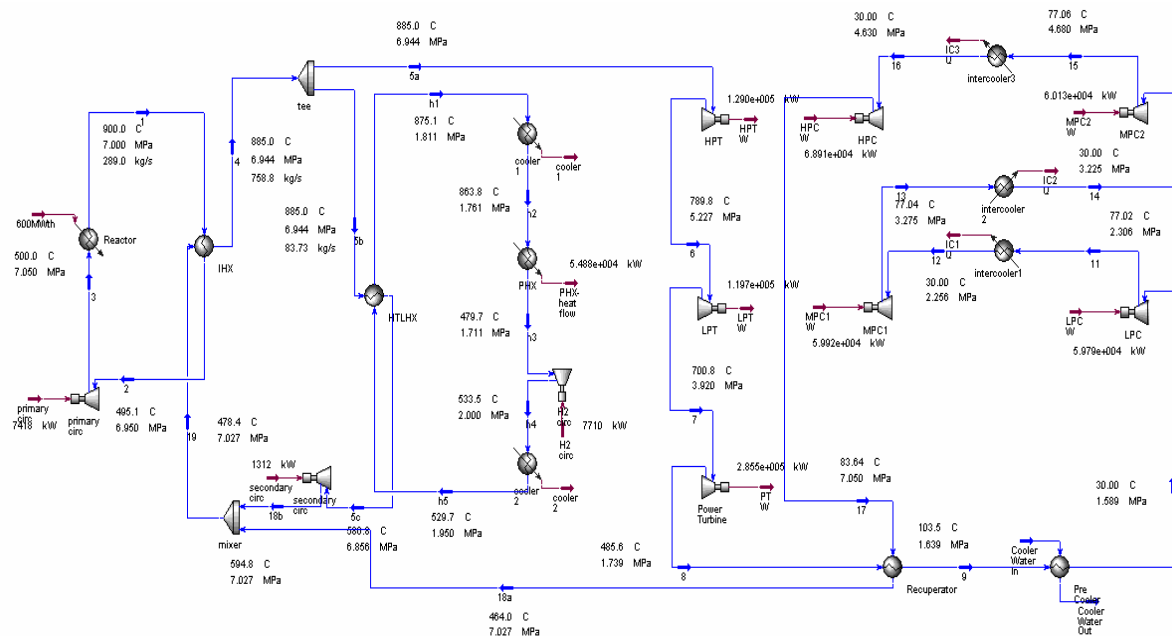 885.0 C
6.944 MPa
5a
tee
h1
875.1 C
1.811 MPa
1
900.0 C
7.000 MPa
289.0 kg/s
4
885.0 C
6.944 MPa
758.8 kg/s
cooler
1
cooler
1
863.8 C
1.761 MPa
h2
600MWth
Reactor
500.0 C
7.050 MPa
3
IHX
885.0 C
6.944 MPa
83.73 kg/s
5b
HTLHX
PHX
5.488e+004 kW
PHX-
heat
flow
479.7 C
1.711 MPa
h3
2
primary
circ
7418 kW
primary
circ
495.1 C
6.950 MPa
19
478.4 C
7.027 MPa
533.5 C
2.000 MPa
h4
H2
circ
7710 kW
H2
circ
1312 kW
secondary
circ
secondary
circ
18b
5c
h5
cooler
2
cooler
2
mixer
580.8 C
6.856 MPa
529.7 C
1.950 MPa
594.8 C
7.027 MPa
18a
464.0 C
7.027 MPa
1.290e+005 kW
HPT
HPT
W
789.8 C
5.227 MPa
6
1.197e+005 kW
LPT
LPT
W
700.8 C
3.920 MPa
7
2.855e+005 kW
Power
Turbine
PT
W
485.6 C
1.739 MPa
8
30.00 C
4.630 MPa
16
IC3
Q
intercooler3
77.06 C
4.680 MPa
15
HPC
W
HPC
6.891e+004 kW
6.013e+004 kW
MPC2
W
MPC2
30.00 C
3.225 MPa
13
IC2
Q
intercooler
2
14
77.04 C
3.275 MPa
IC1
Q
12
intercooler1
77.02 C
2.306 MPa
11
30.00 C
2.256 MPa
MPC1
W
MPC1
5.992e+004 kW
LPC
W
LPC
5.979e+004 kW
83.64 C
7.050 MPa
17
30.00 C
1.589 MPa
103.5 C
1.639 MPa
Recuperator
9
Cooler
Water
In
Pre
Cooler
Cooler
Water
Out